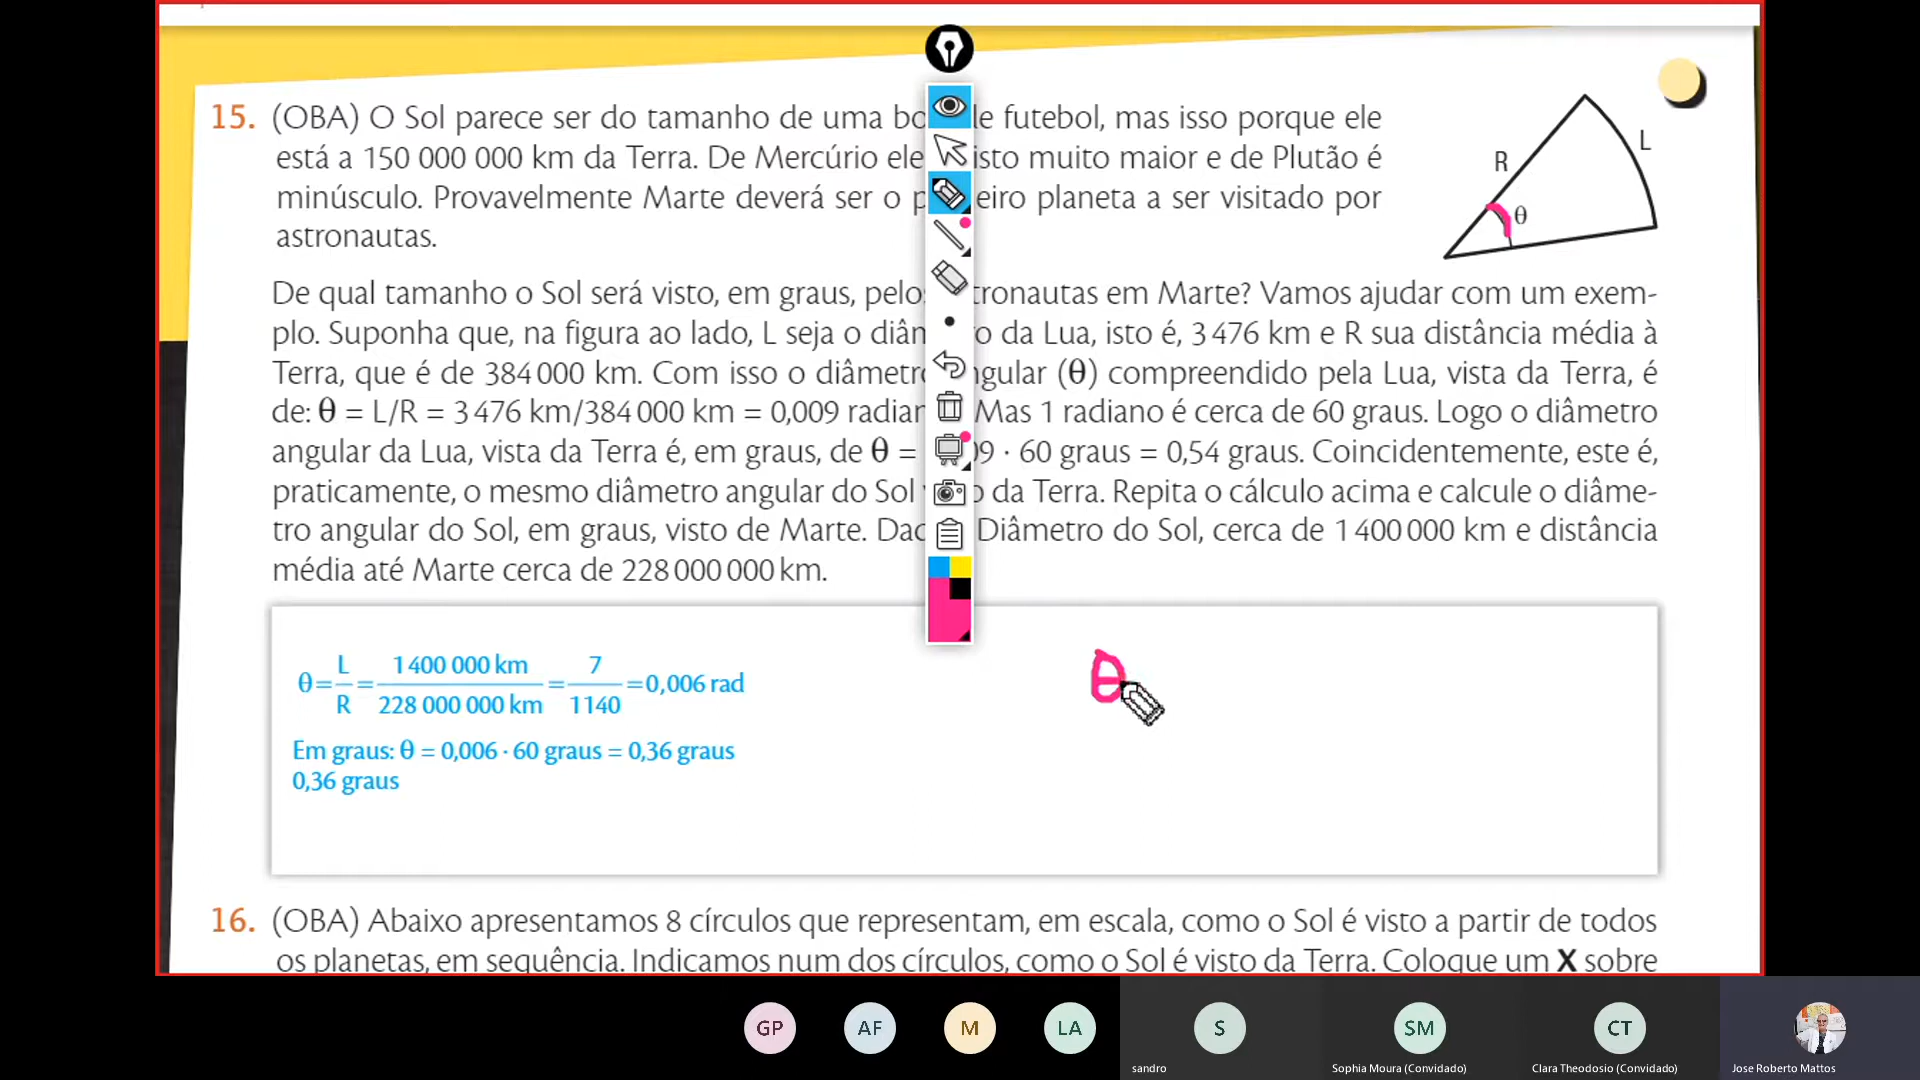 15. (OBA) O Sol parece ser do tamanho de uma bo le futebol, mas isso porque ele
está a 150 000 000 km da Terra. De Mercúrio ele isto muito maior e de Plutão é
minúsculo. Provavelmente Marte deverá ser o p eiro planeta a ser visitado por
astronautas.
R
L
θ
De qual tamanho o Sol será visto, em graus, pelos tronautas em Marte? Vamos ajudar com um exem-
plo. Suponha que, na figura ao lado, L seja o diâm o da Lua, isto é, 3 476 km e R sua distância média à
Terra, que é de 384 000 km. Com isso o diâmetr ngular (θ) compreendido pela Lua, vista da Terra, é
de: θ = L/R = 3 476 km/384 000 km = 0,009 radian Mas 1 radiano é cerca de 60 graus. Logo o diâmetro
angular da Lua, vista da Terra é, em graus, de θ = 09 · 60 graus = 0,54 graus. Coincidentemente, este é,
praticamente, o mesmo diâmetro angular do Sol v o da Terra. Repita o cálculo acima e calcule o diâme-
tro angular do Sol, em graus, visto de Marte. Dad Diâmetro do Sol, cerca de 1 400 000 km e distância
média até Marte cerca de 228 000 000 km.
θ = L/R = 1 400 000 km/228 000 000 km = 7/1140 = 0,006 rad
Em graus: θ = 0,006 · 60 graus = 0,36 graus
0,36 graus
θ
16. (OBA) Abaixo apresentamos 8 círculos que representam, em escala, como o Sol é visto a partir de todos
os planetas, em sequência. Indicamos num dos círculos, como o Sol é visto da Terra. Coloque um X sobre
GP AF M LA S SM CT
sandro Sophia Moura (Convidado) Clara Theodosio (Convidado) Jose Roberto Mattos